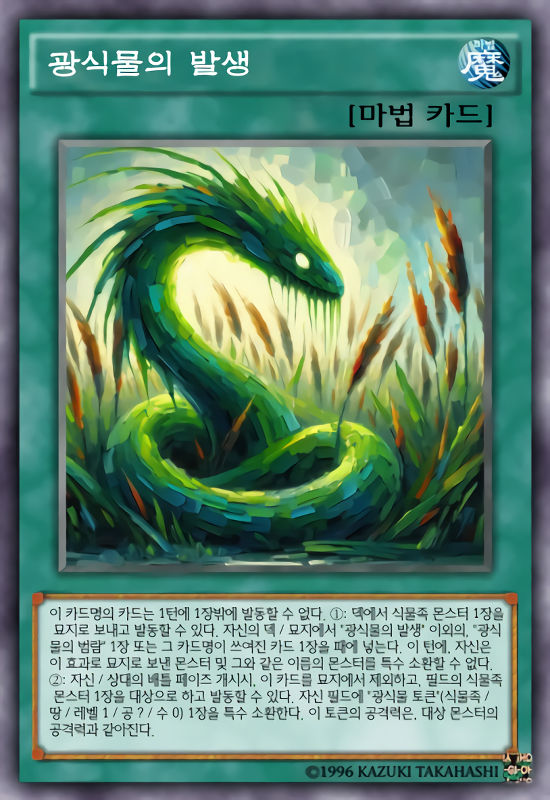 광식물의 발생
마법
魔
[마법 카드]
이 카드명의 카드는 1턴에 1장밖에 발동할 수 없다. ①: 덱에서 식물족 몬스터 1장을
묘지로 보내고 발동할 수 있다. 자신의 덱 / 묘지에서 "광식물의 발생" 이외의, "광식
물의 범람" 1장 또는 그 카드명이 쓰여진 카드 1장을 패에 넣는다. 이 턴에, 자신은
이 효과로 묘지로 보낸 몬스터 및 그와 같은 이름의 몬스터를 특수 소환할 수 없다.
②: 자신 / 상대의 배틀 페이즈 개시시, 이 카드를 묘지에서 제외하고, 필드의 식물족
몬스터 1장을 대상으로 하고 발동할 수 있다. 자신 필드에 "광식물 토큰"(식물족 /
땅 / 레벨 1 / 공 ? / 수 0) 1장을 특수 소환한다. 이 토큰의 공격력은, 대상 몬스터의
공격력과 같아진다.
©1996 KAZUKI TAKAHASHI